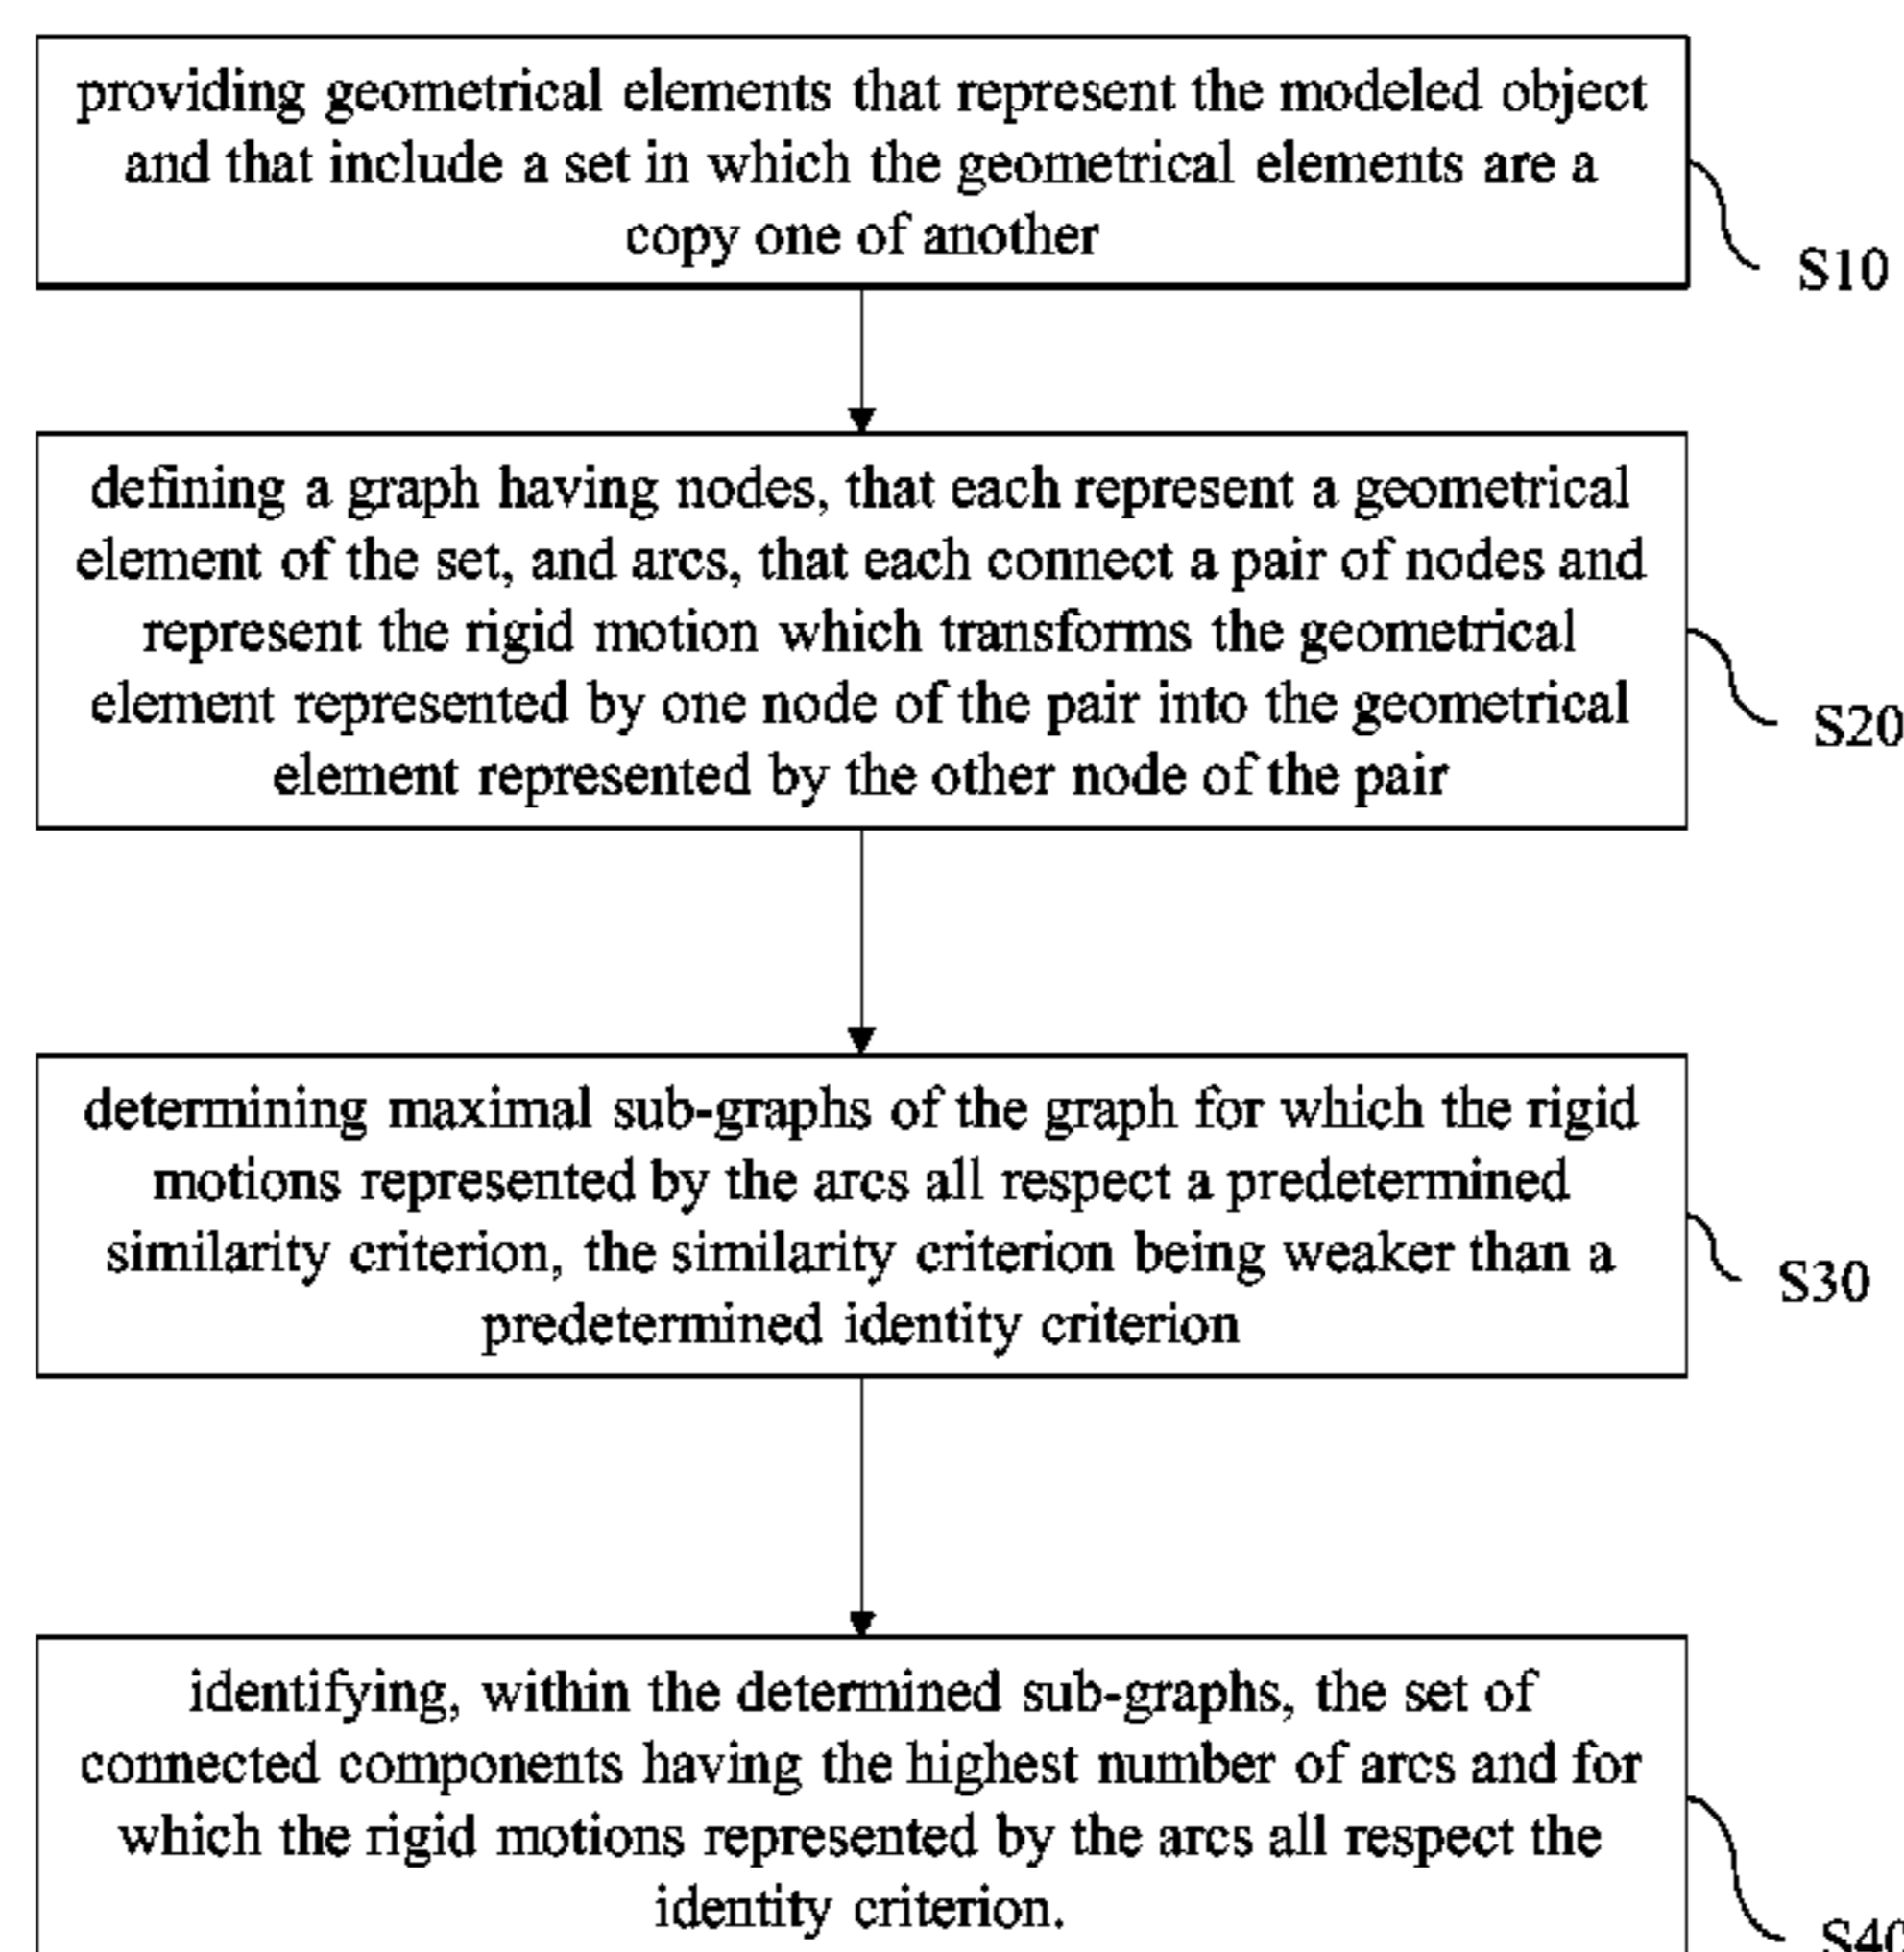 providing geometrical elements that represent the modeled object
and that include a set in which the geometrical elements are a
copy one of another
S10
defining a graph having nodes, that each represent a geometrical
element of the set, and arcs, that each connect a pair of nodes and
represent the rigid motion which transforms the geometrical
element represented by one node of the pair into the geometrical
element represented by the other node of the pair
S20
determining maximal sub-graphs of the graph for which the rigid
motions represented by the arcs all respect a predetermined
similarity criterion, the similarity criterion being weaker than a
predetermined identity criterion
S30
identifying, within the determined sub-graphs, the set of
connected components having the highest number of arcs and for
which the rigid motions represented by the arcs all respect the
identity criterion.
S40